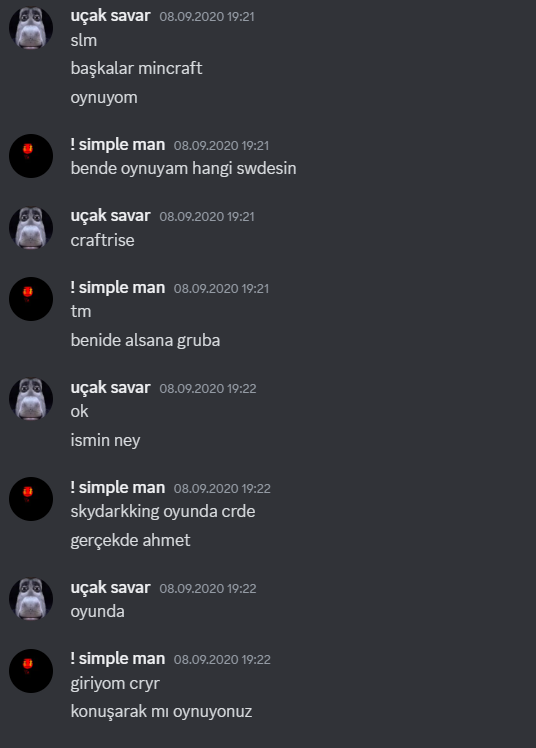 uçak savar 08.09.2020 19:21
slm
başkalar mincraft
oynuyom
! simple man 08.09.2020 19:21
bende oynuyam hangi swdesin
uçak savar 08.09.2020 19:21
craftrise
! simple man 08.09.2020 19:21
tm
benide alsana gruba
uçak savar 08.09.2020 19:22
ok
ismin ney
! simple man 08.09.2020 19:22
skydarkking oyunda crde
gerçekde ahmet
uçak savar 08.09.2020 19:22
oyunda
! simple man 08.09.2020 19:22
giriyom cryr
konuşarak mı oynuyonuz